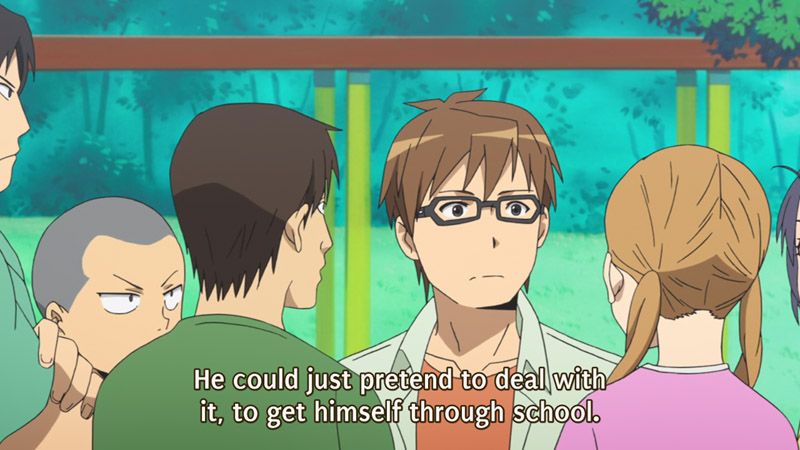 He could just pretend to deal with
it, to get himself through school.